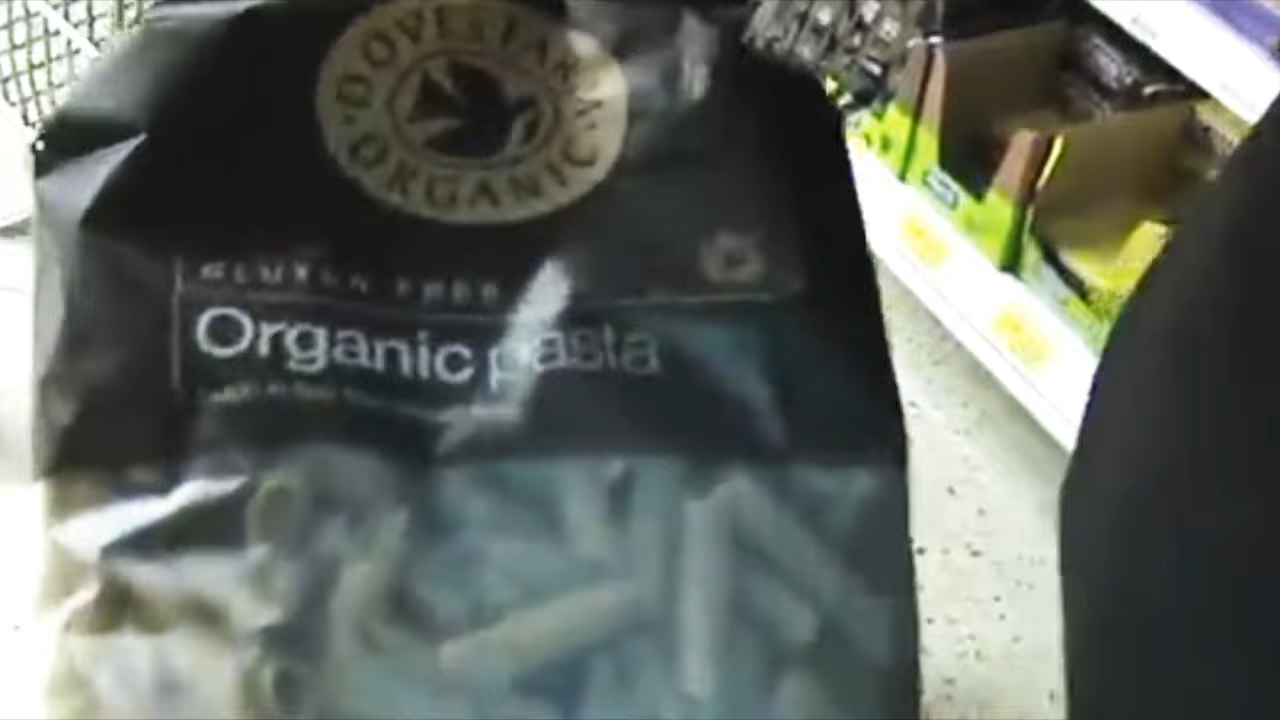 DOVES FARM
· ORGANIC ·
GLUTEN FREE
Organic pasta